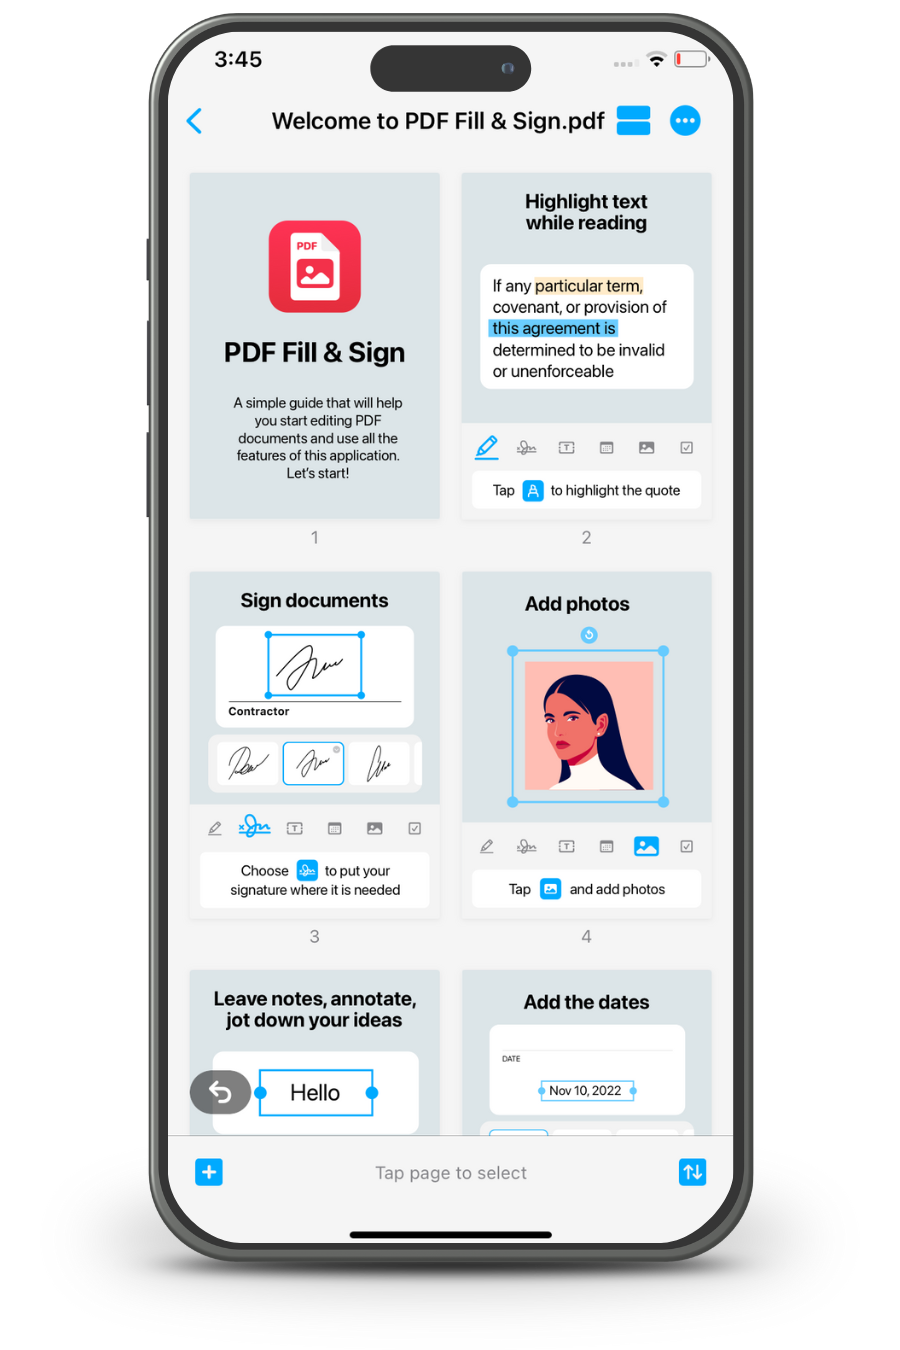 3:45
Welcome to PDF Fill & Sign.pdf
PDF
PDF Fill & Sign
A simple guide that will help
you start editing PDF
documents and use all the
features of this application.
Let's start!
1
Highlight text
while reading
If any particular term,
covenant, or provision of
this agreement is
determined to be invalid
or unenforceable
T
Tap A to highlight the quote
2
Sign documents
Contractor
T
Choose to put your
signature where it is needed
3
Add photos
T
Tap and add photos
4
Leave notes, annotate,
jot down your ideas
Hello
Add the dates
DATE
Nov 10, 2022
Tap page to select